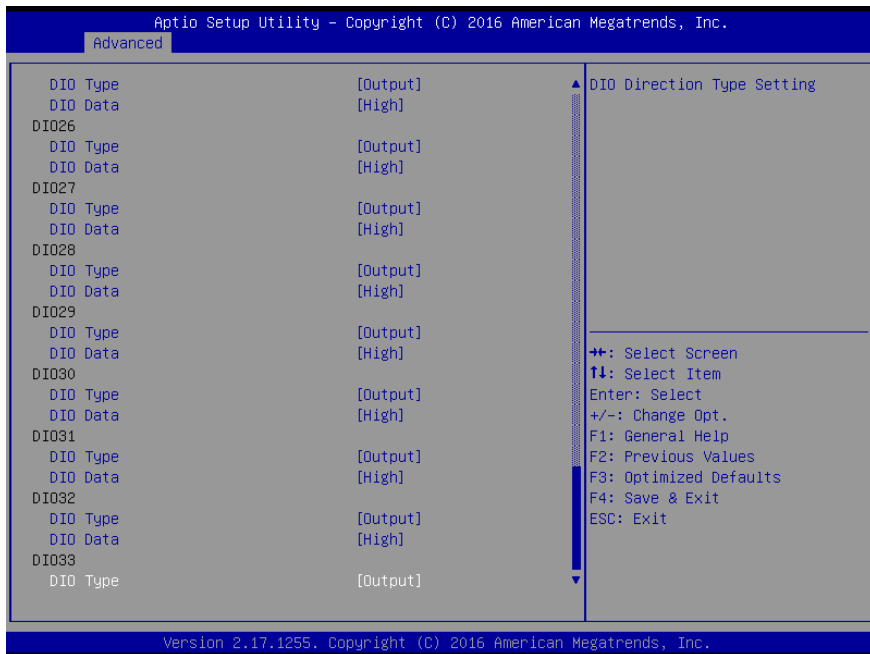 Aptio Setup Utility – Copyright (C) 2016 American Megatrends, Inc.
Advanced
DIO Type [Output]
DIO Data [High]
DIO26
DIO Type [Output]
DIO Data [High]
DIO27
DIO Type [Output]
DIO Data [High]
DIO28
DIO Type [Output]
DIO Data [High]
DIO29
DIO Type [Output]
DIO Data [High]
DIO30
DIO Type [Output]
DIO Data [High]
DIO31
DIO Type [Output]
DIO Data [High]
DIO32
DIO Type [Output]
DIO Data [High]
DIO33
DIO Type [Output]
DIO Direction Type Setting
→←: Select Screen
↑↓: Select Item
Enter: Select
+/-: Change Opt.
F1: General Help
F2: Previous Values
F3: Optimized Defaults
F4: Save & Exit
ESC: Exit
Version 2.17.1255. Copyright (C) 2016 American Megatrends, Inc.